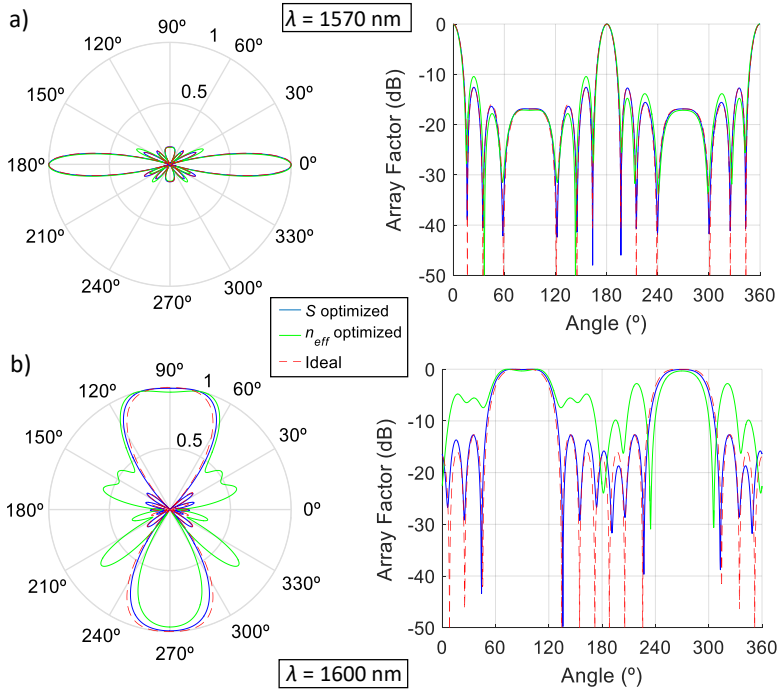 a)
λ = 1570 nm
90º
120º
1
60º
0.5
150º
30º
180º
0º
210º
330º
240º
300º
270º
0
-10
-20
-30
-40
-50
Array Factor (dB)
0
60
120
180
240
300
360
Angle (º)
S optimized
n_eff optimized
Ideal
b)
90º
120º
1
60º
0.5
150º
30º
180º
0º
210º
330º
240º
300º
270º
0
-10
-20
-30
-40
-50
Array Factor (dB)
0
60
120
180
240
300
360
Angle (º)
λ = 1600 nm